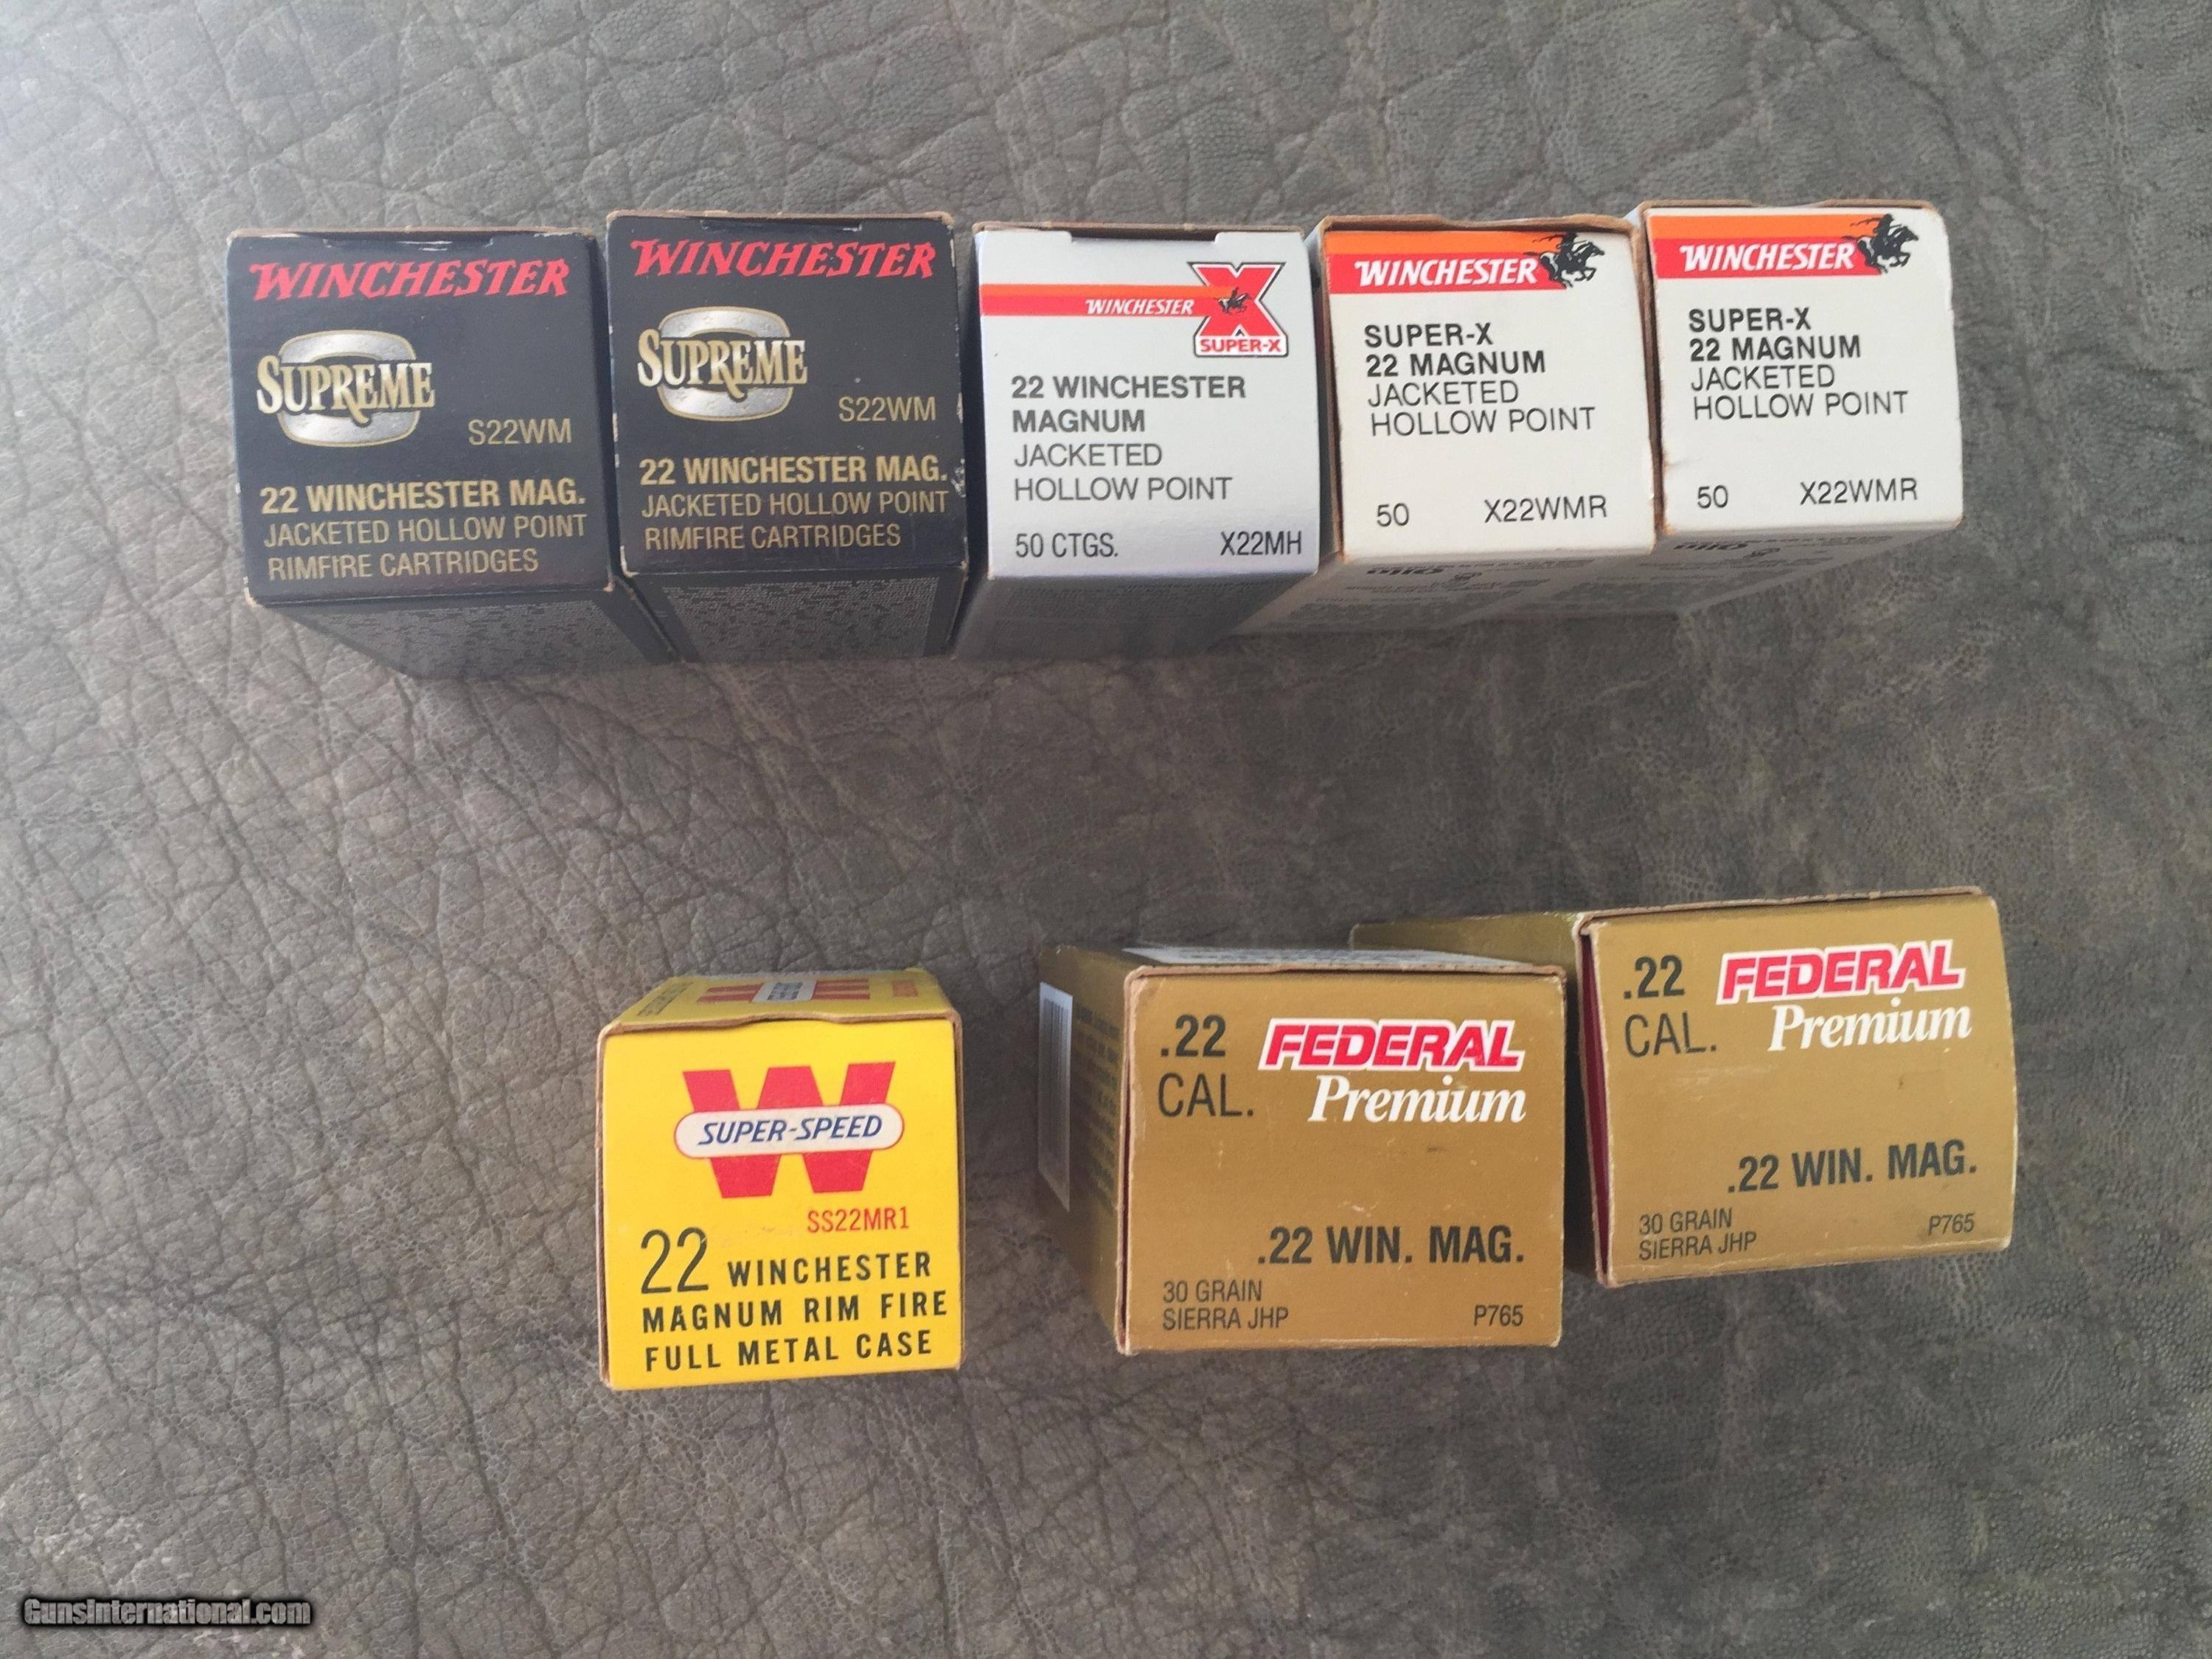 WINCHESTER
SUPREME
S22WM
22 WINCHESTER MAG.
JACKETED HOLLOW POINT
RIMFIRE CARTRIDGES
WINCHESTER
SUPREME
S22WM
22 WINCHESTER MAG.
JACKETED HOLLOW POINT
RIMFIRE CARTRIDGES
WINCHESTER
X
SUPER-X
22 WINCHESTER
MAGNUM
JACKETED
HOLLOW POINT
50 CTGS. X22MH
WINCHESTER
SUPER-X
22 MAGNUM
JACKETED
HOLLOW POINT
50 X22WMR
WINCHESTER
SUPER-X
22 MAGNUM
JACKETED
HOLLOW POINT
50 X22WMR
Olin
Olin
W
SUPER-SPEED
SS22MR1
22 WINCHESTER
MAGNUM RIM FIRE
FULL METAL CASE
.22 FEDERAL
CAL. Premium
.22 WIN. MAG.
30 GRAIN
SIERRA JHP P765
.22 FEDERAL
CAL. Premium
.22 WIN. MAG.
30 GRAIN P765
SIERRA JHP
GunsInternational.com